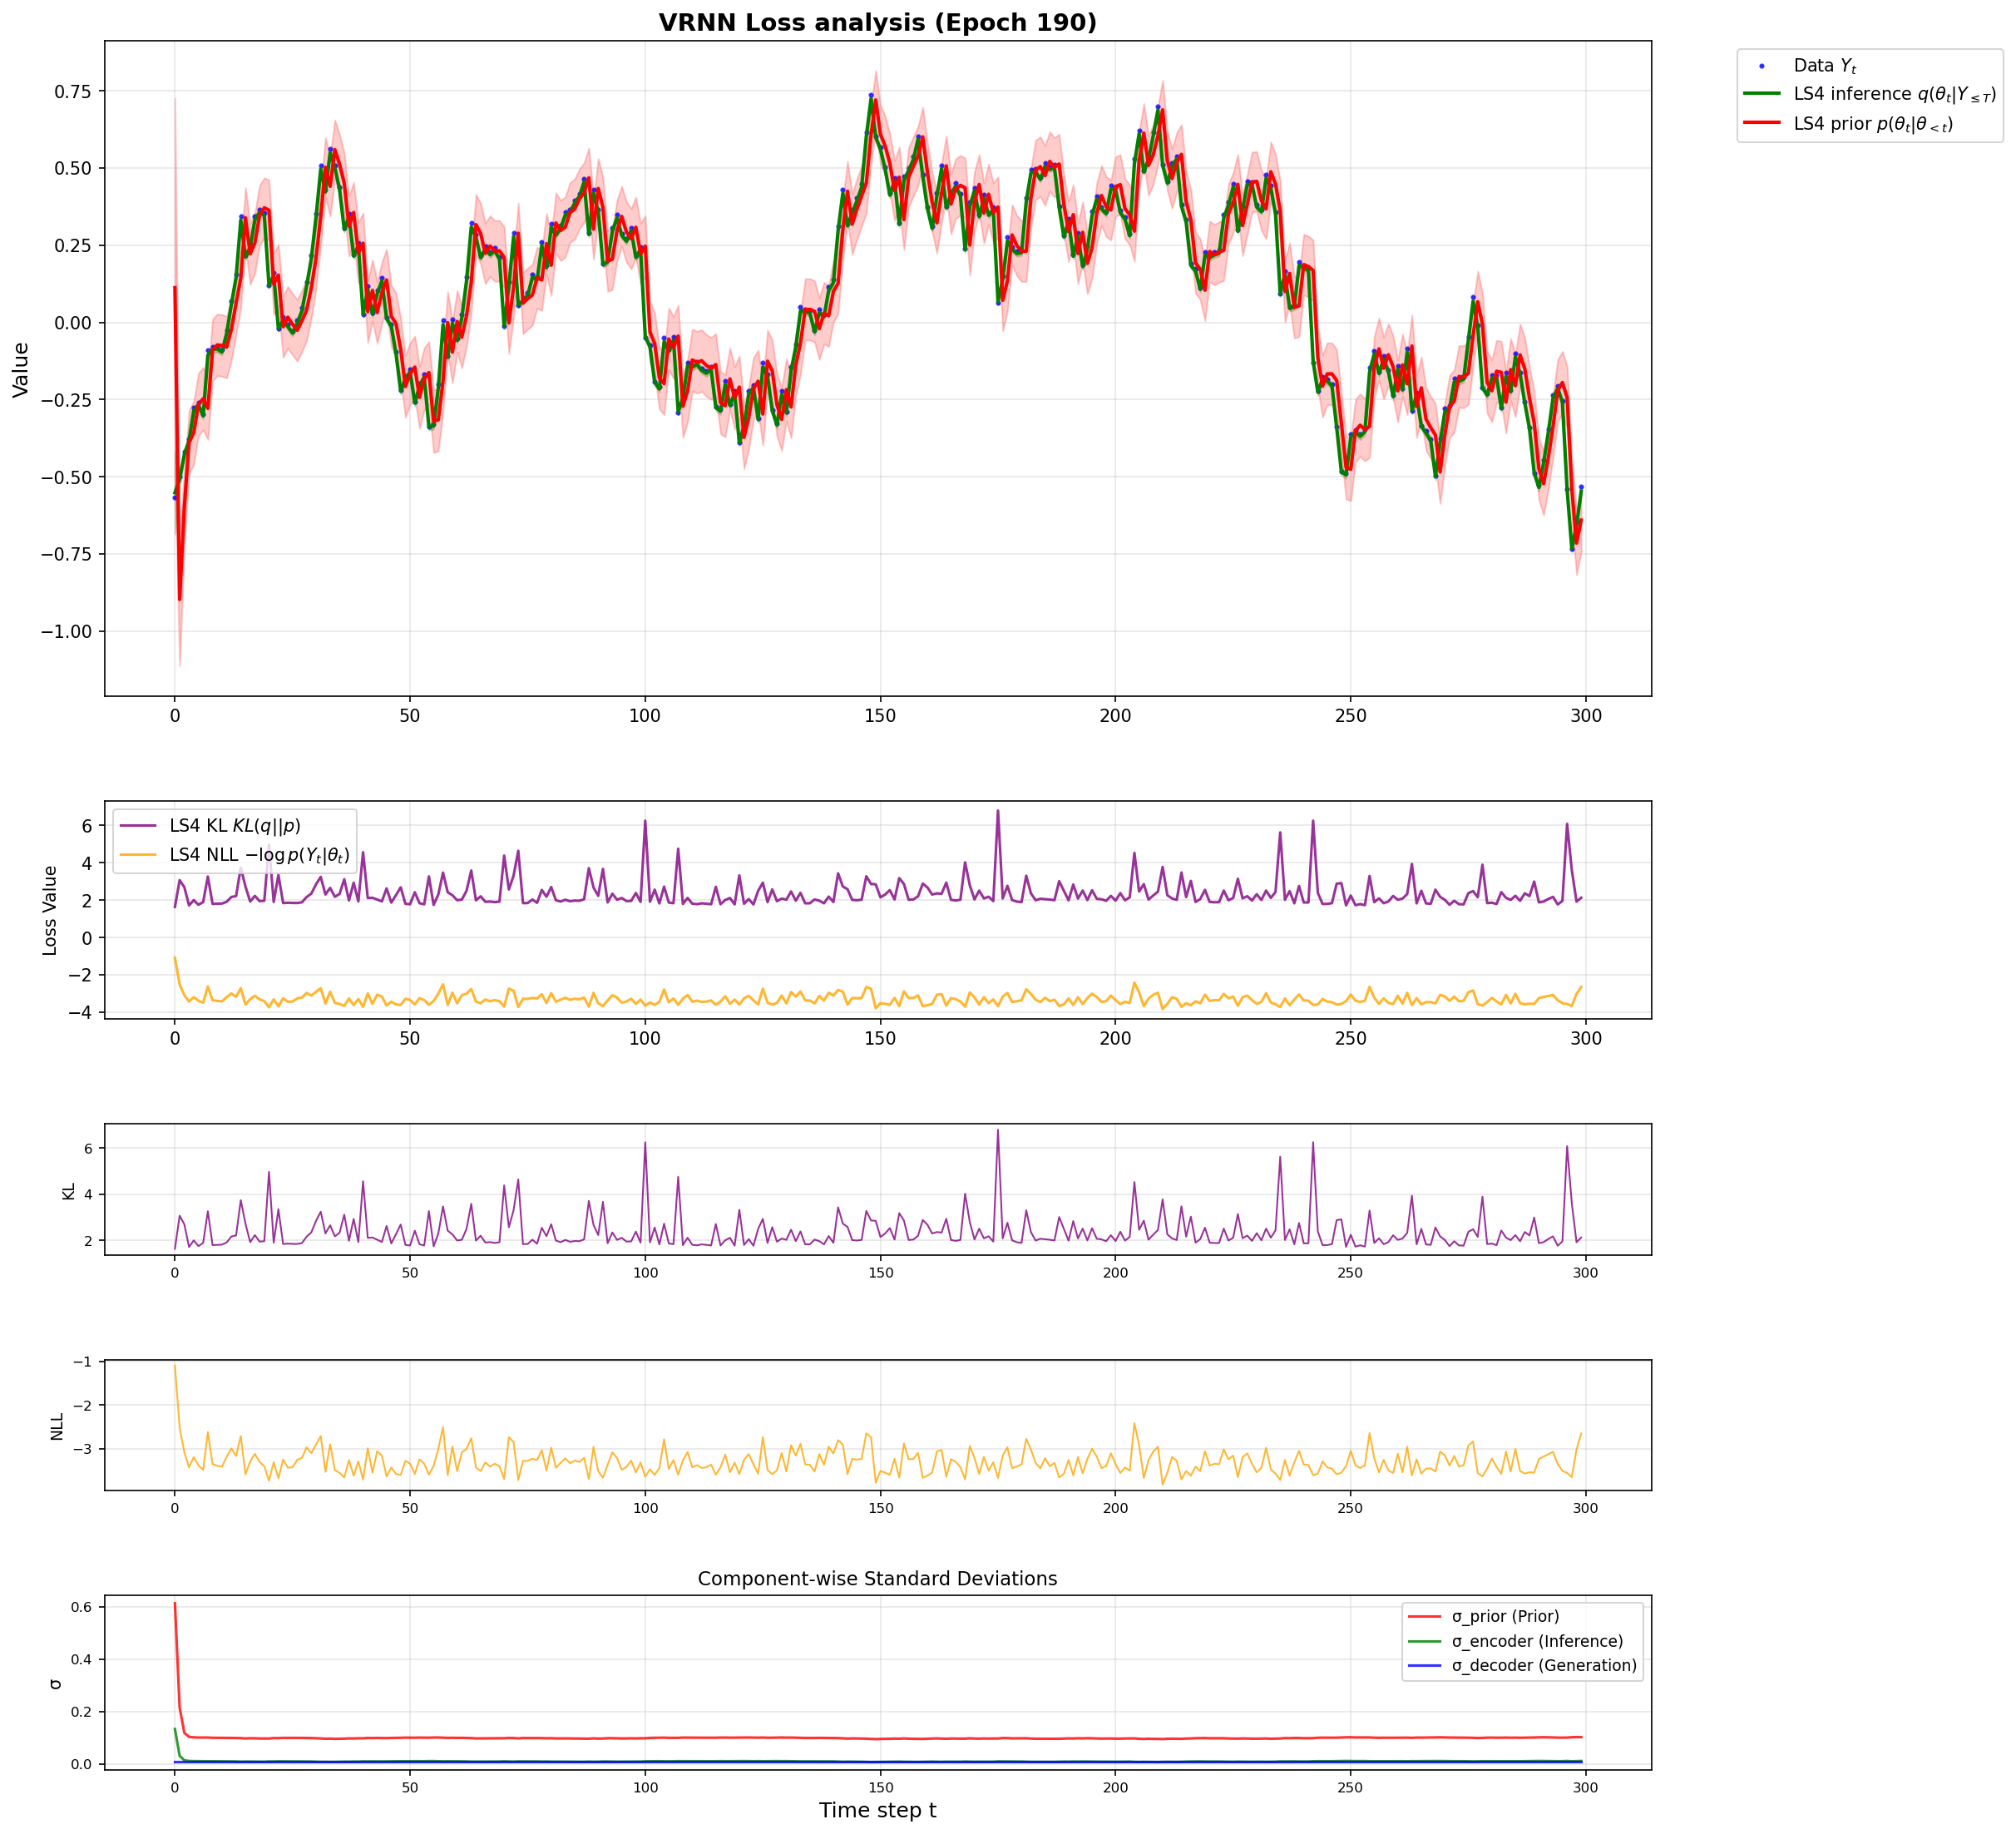 VRNN Loss analysis (Epoch 190)
Data Y_t
LS4 inference q(θ_t|Y_{≤T})
LS4 prior p(θ_t|θ_{<t})
Value
0.75
0.50
0.25
0.00
−0.25
−0.50
−0.75
−1.00
0 50 100 150 200 250 300
LS4 KL KL(q||p)
LS4 NLL −log p(Y_t|θ_t)
Loss Value
6
4
2
0
−2
−4
0 50 100 150 200 250 300
KL
6
4
2
0 50 100 150 200 250 300
NLL
−1
−2
−3
0 50 100 150 200 250 300
Component-wise Standard Deviations
σ_prior (Prior)
σ_encoder (Inference)
σ_decoder (Generation)
σ
0.6
0.4
0.2
0.0
0 50 100 150 200 250 300
Time step t